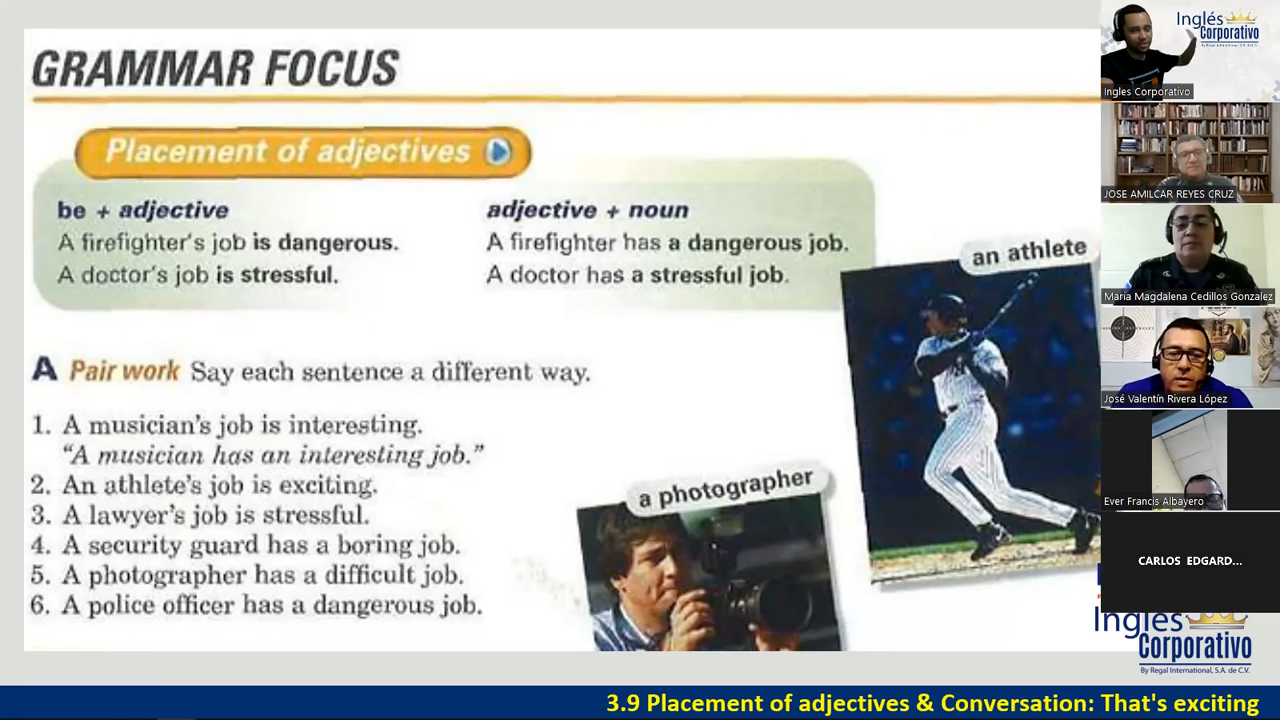 GRAMMAR FOCUS
Placement of adjectives
be + adjective
A firefighter's job is dangerous.
A doctor's job is stressful.
adjective + noun
A firefighter has a dangerous job.
A doctor has a stressful job.
an athlete
A Pair work Say each sentence a different way.
1. A musician's job is interesting.
"A musician has an interesting job."
2. An athlete's job is exciting.
3. A lawyer's job is stressful.
4. A security guard has a boring job.
5. A photographer has a difficult job.
6. A police officer has a dangerous job.
a photographer
Inglés
Corporativo
Ingles Corporativo
JOSE AMILCAR REYES CRUZ
Maria Magdalena Cedillos Gonzalez
José Valentín Rivera López
Ever Francis Albayero
CARLOS EDGARD...
Inglés
Corporativo
By Regal International, S.A. de C.V.
3.9 Placement of adjectives & Conversation: That's exciting